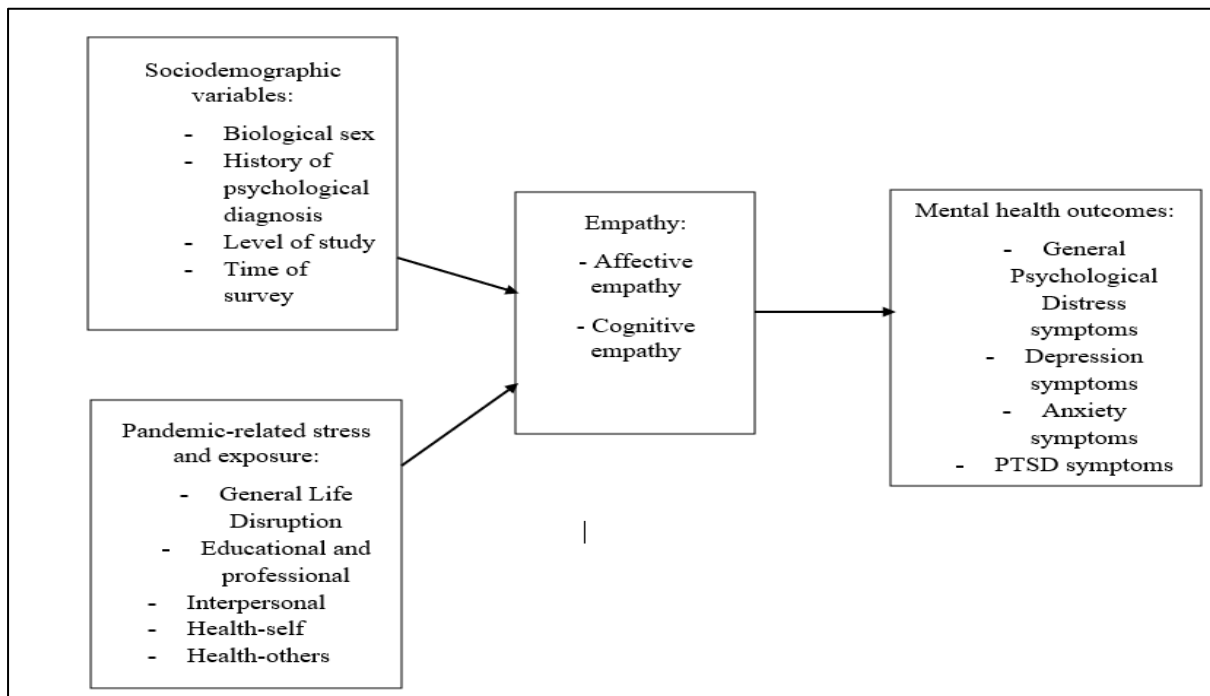 Sociodemographic
variables:
- Biological sex
- History of
psychological
diagnosis
- Level of study
- Time of
survey
Pandemic-related stress
and exposure:
- General Life
Disruption
- Educational and
professional
- Interpersonal
- Health-self
- Health-others
Empathy:
- Affective
empathy
- Cognitive
empathy
Mental health outcomes:
- General
Psychological
Distress
symptoms
- Depression
symptoms
- Anxiety
symptoms
- PTSD symptoms